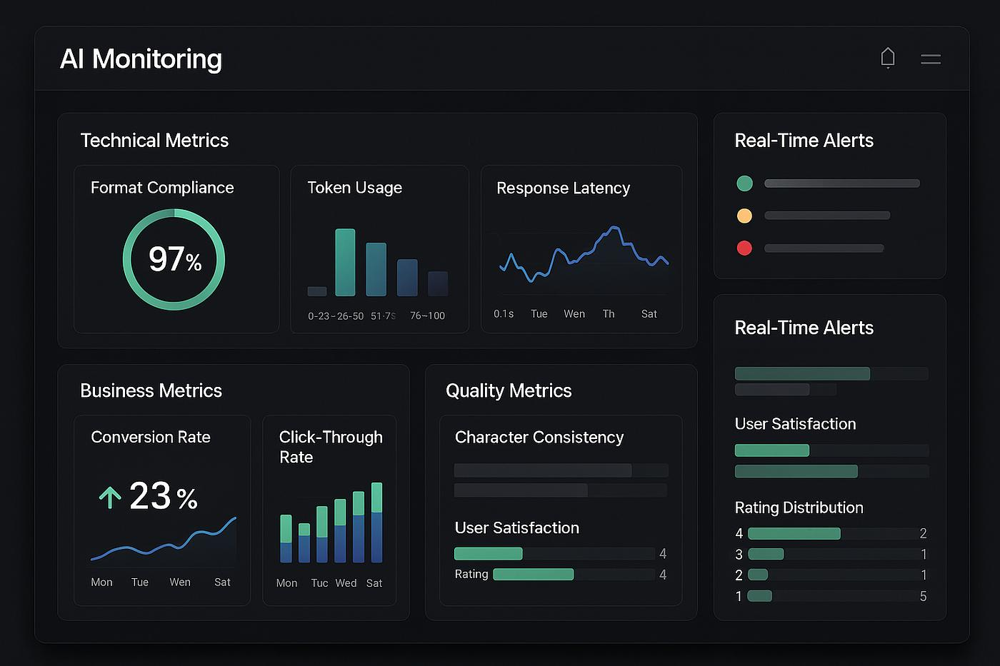 AI Monitoring
Technical Metrics
Format Compliance
97%
Token Usage
0-23-26-50 51-7S 76-100
Response Latency
0.1s Tue Wen Th Sat
Real-Time Alerts
Business Metrics
Conversion Rate
↑ 23%
Mon Tue Wen Sat
Click-Through
Rate
Mon Tuc Wed Sat
Quality Metrics
Character Consistency
User Satisfaction
4
Rating 4
Real-Time Alerts
User Satisfaction
Rating Distribution
4 2
3 1
2 1
1 5